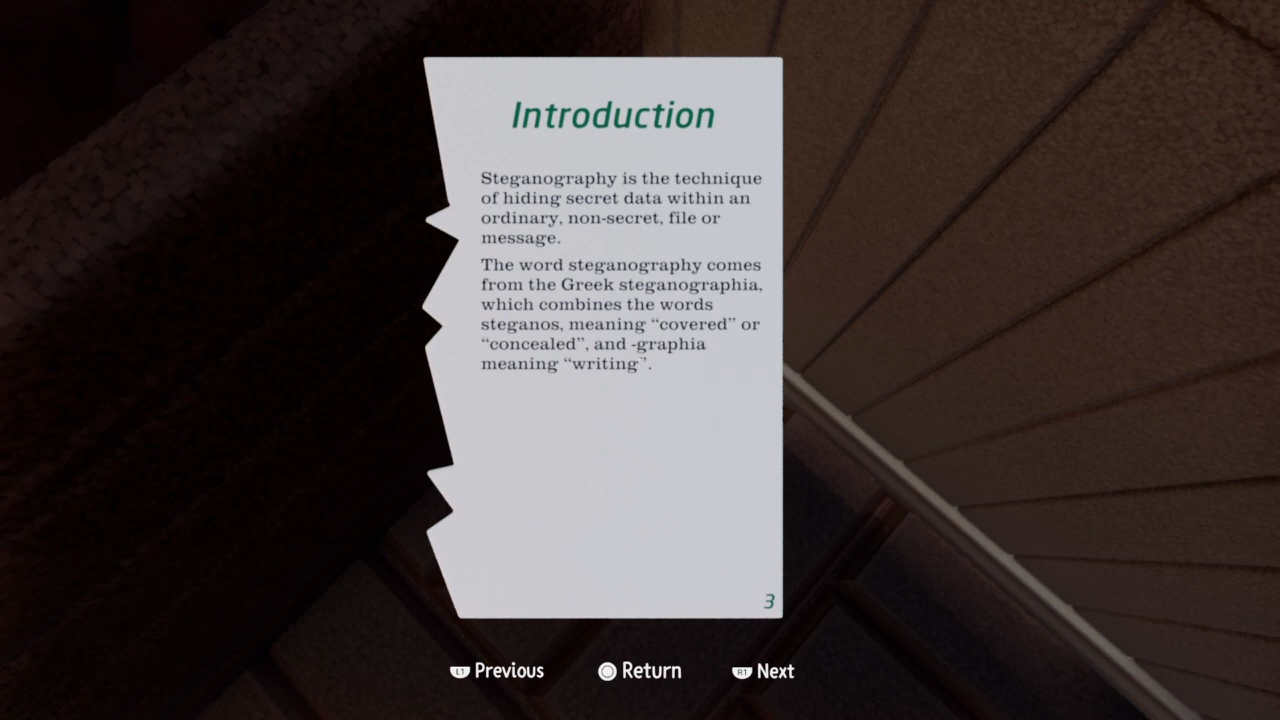 Introduction
Steganography is the technique
of hiding secret data within an
ordinary, non-secret, file or
message.
The word steganography comes
from the Greek steganographia,
which combines the words
steganos, meaning “covered” or
“concealed”, and -graphia
meaning “writing”.
3
L1 Previous
Return
R1 Next